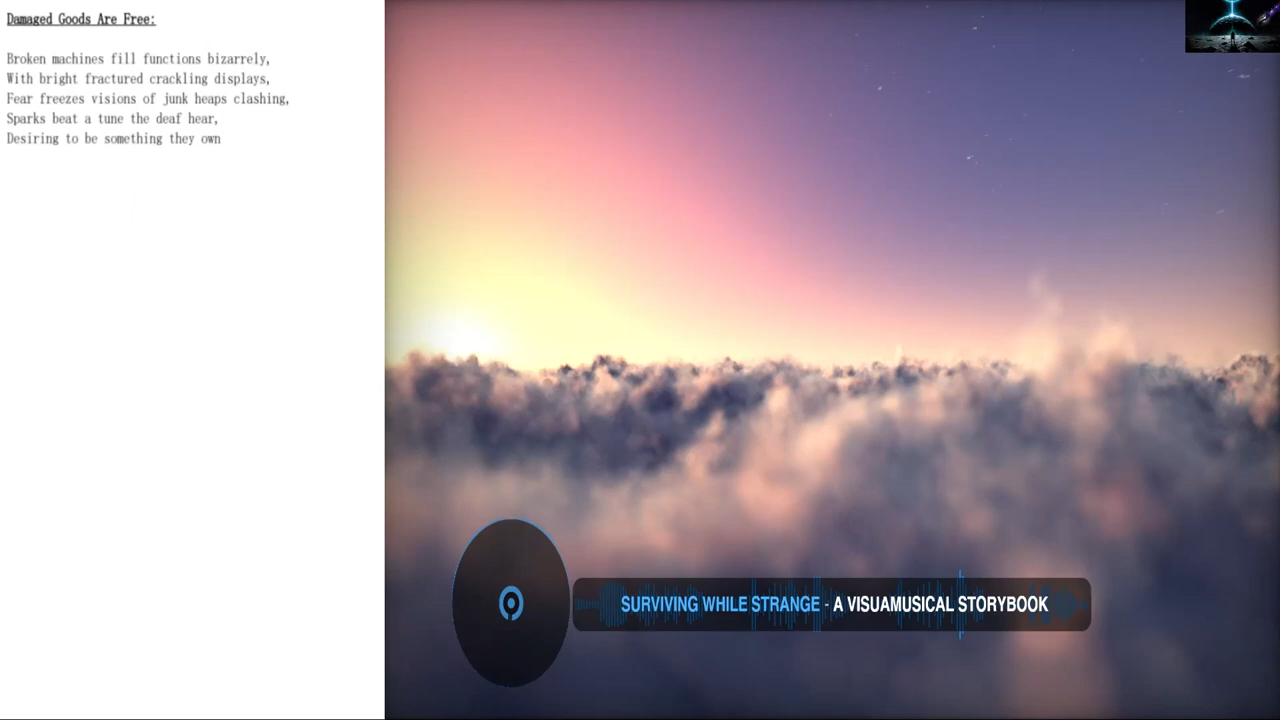 Damaged Goods Are Free:
Broken machines fill functions bizarrely,
With bright fractured crackling displays,
Fear freezes visions of junk heaps clashing,
Sparks beat a tune the deaf hear,
Desiring to be something they own
SURVIVING WHILE STRANGE - A VISUAMUSICAL STORYBOOK